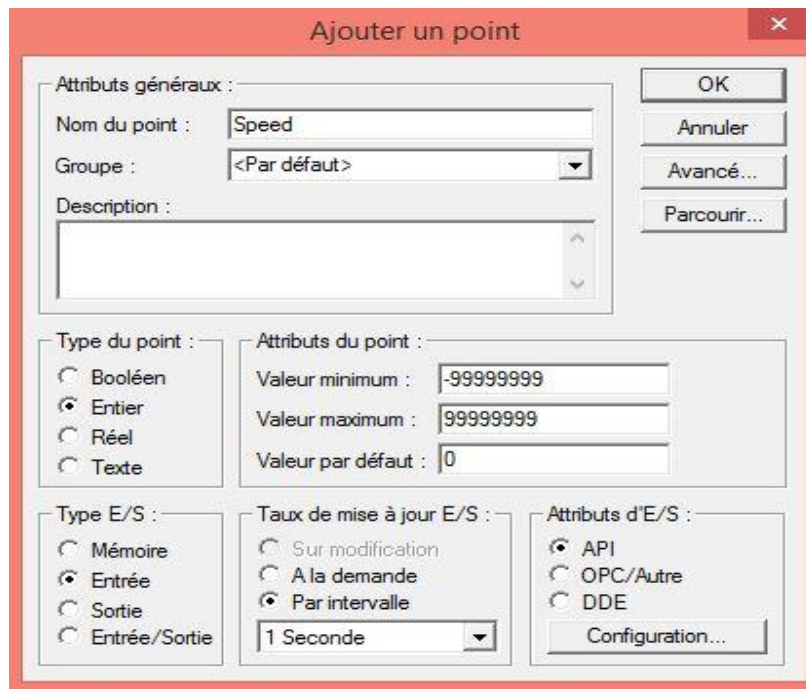 Ajouter un point
×
Attributs généraux :
Nom du point : Speed
Groupe : <Par défaut>
Description :
OK
Annuler
Avancé...
Parcourir...
Type du point :
Booléen
Entier
Réel
Texte
Attributs du point :
Valeur minimum : -99999999
Valeur maximum : 99999999
Valeur par défaut : 0
Type E/S :
Mémoire
Entrée
Sortie
Entrée/Sortie
Taux de mise à jour E/S :
Sur modification
A la demande
Par intervalle
1 Seconde
Attributs d'E/S :
API
OPC/Autre
DDE
Configuration...